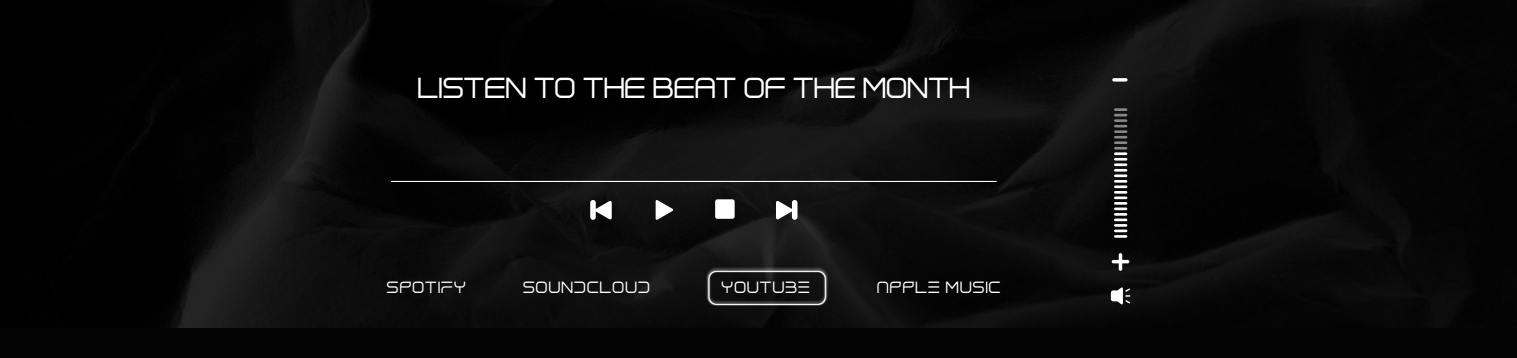 LISTEN TO THE BEAT OF THE MONTH
SPOTIFY SOUNDCLOUD YOUTUBE APPLE MUSIC